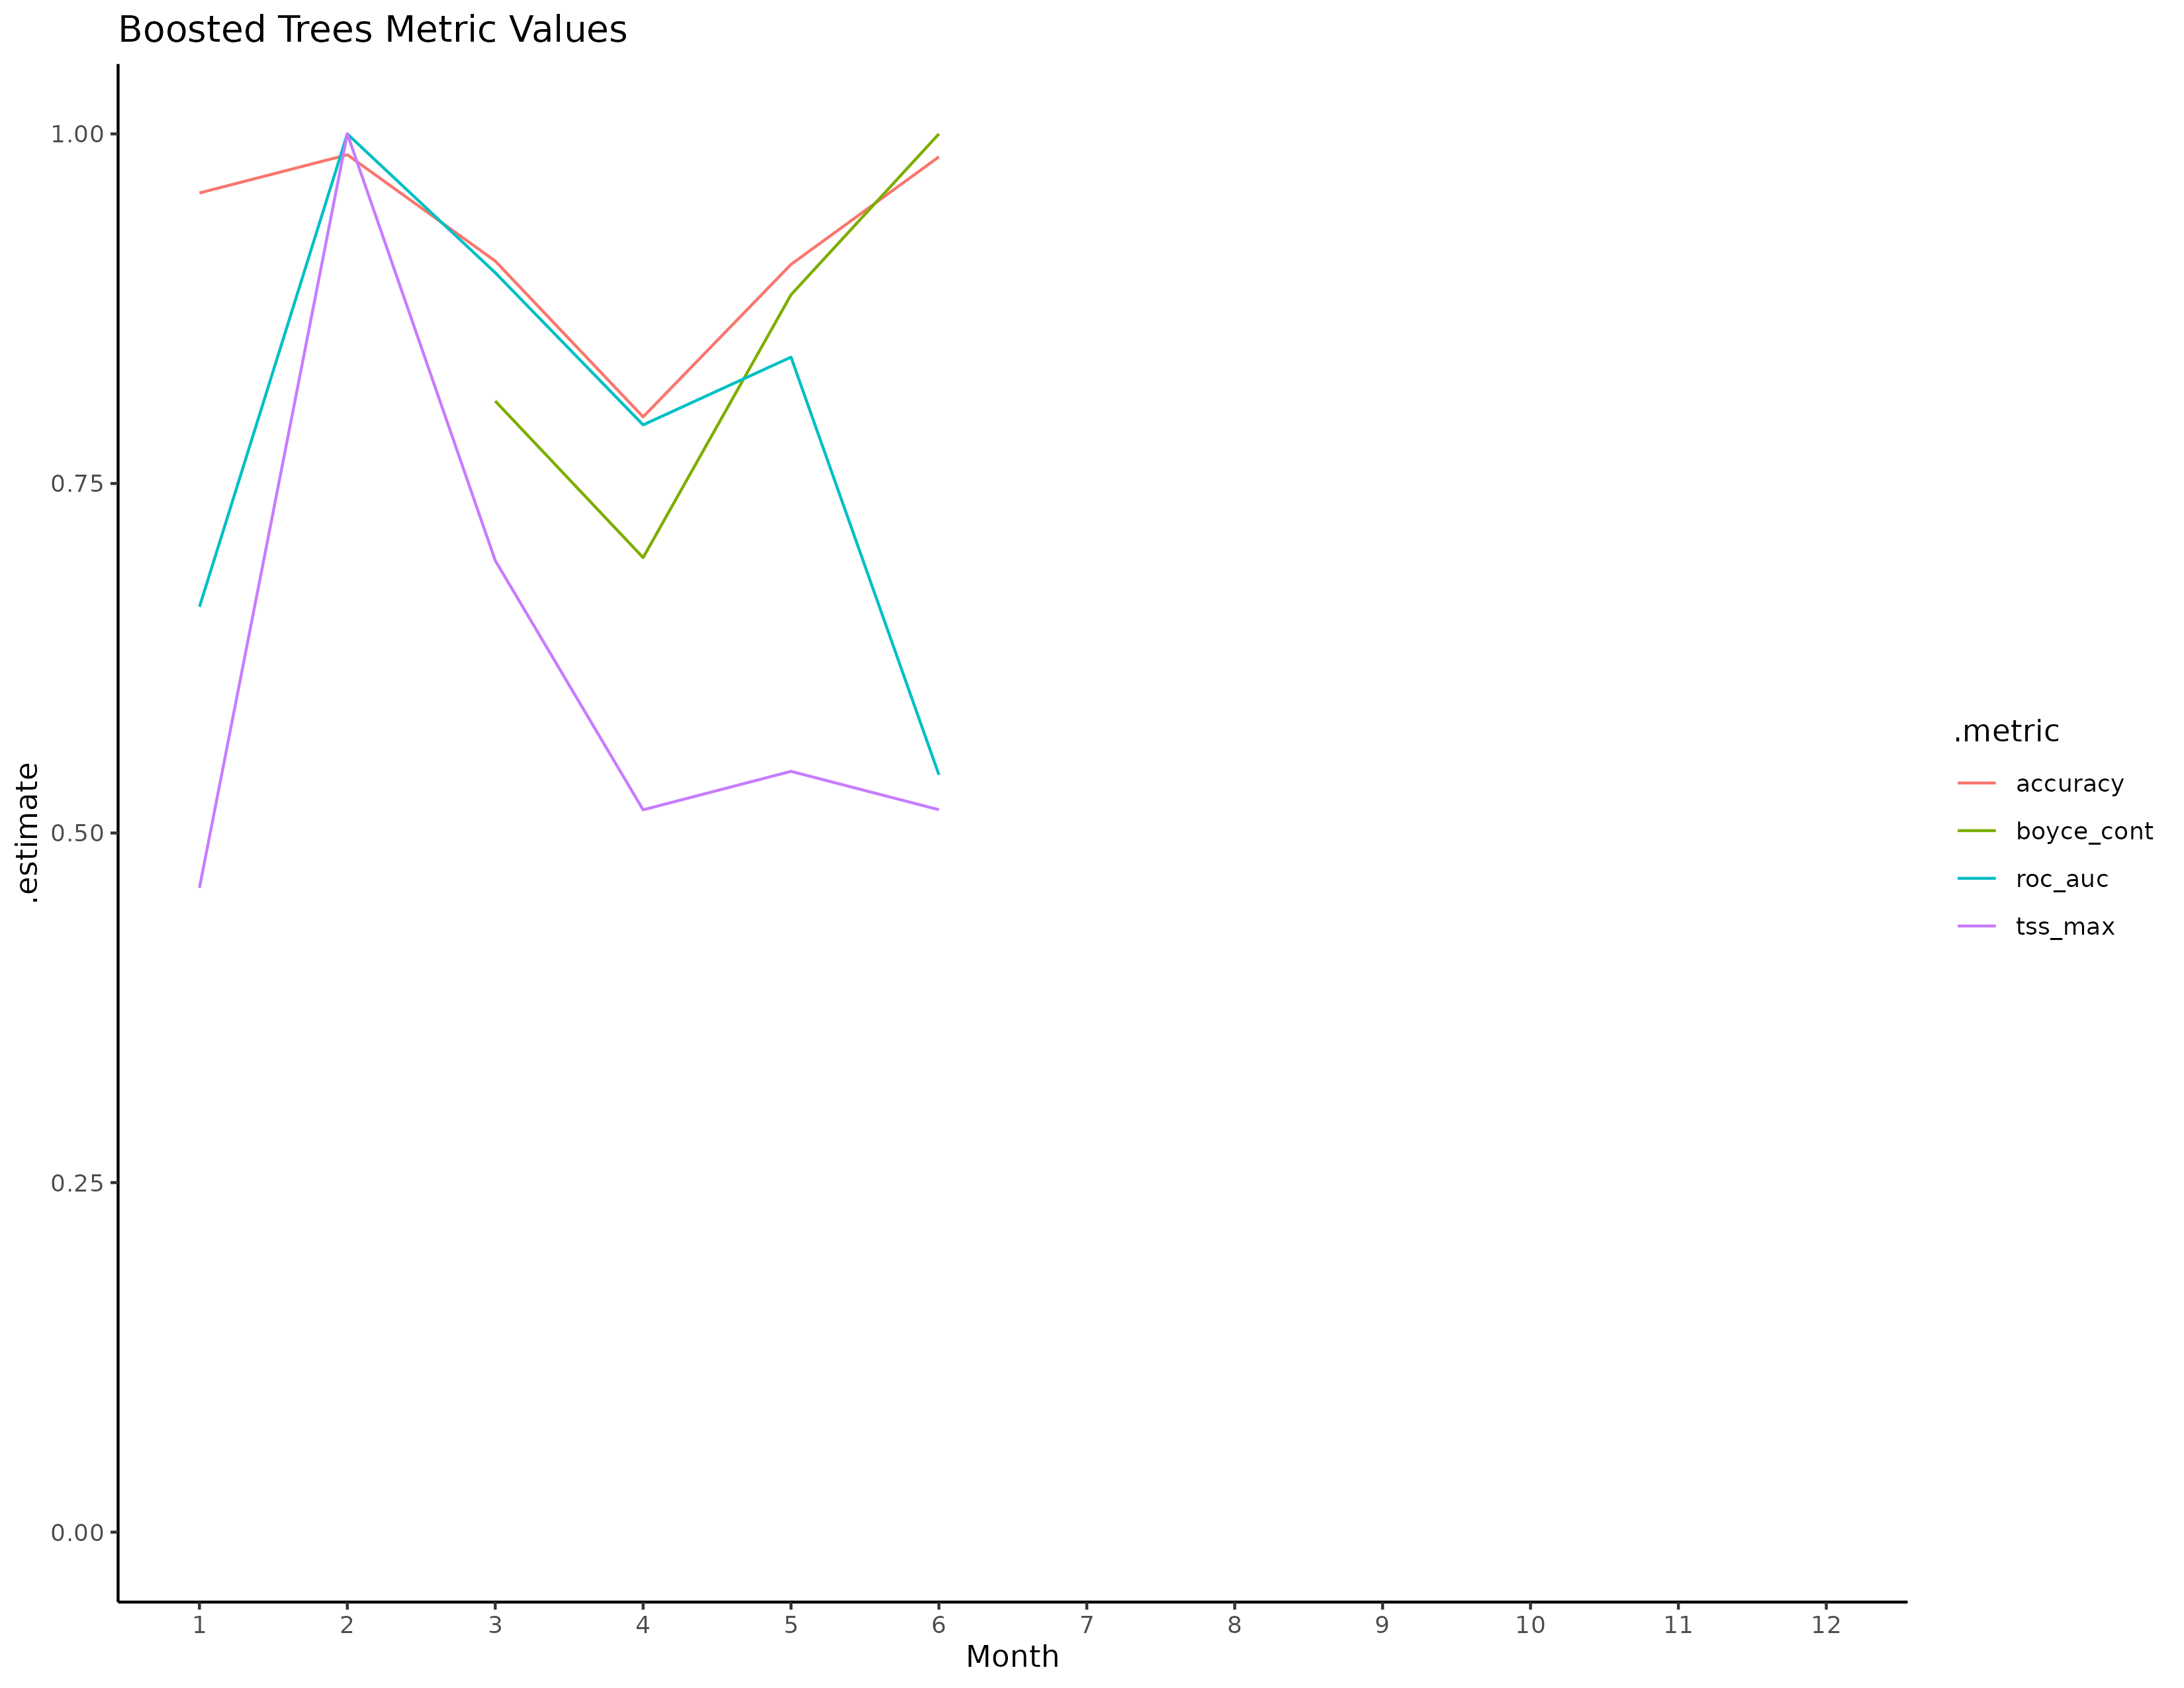 Boosted Trees Metric Values
1.00
0.75
0.50
0.25
0.00
.estimate
1 2 3 4 5 6 7 8 9 10 11 12
Month
.metric
accuracy
boyce_cont
roc_auc
tss_max